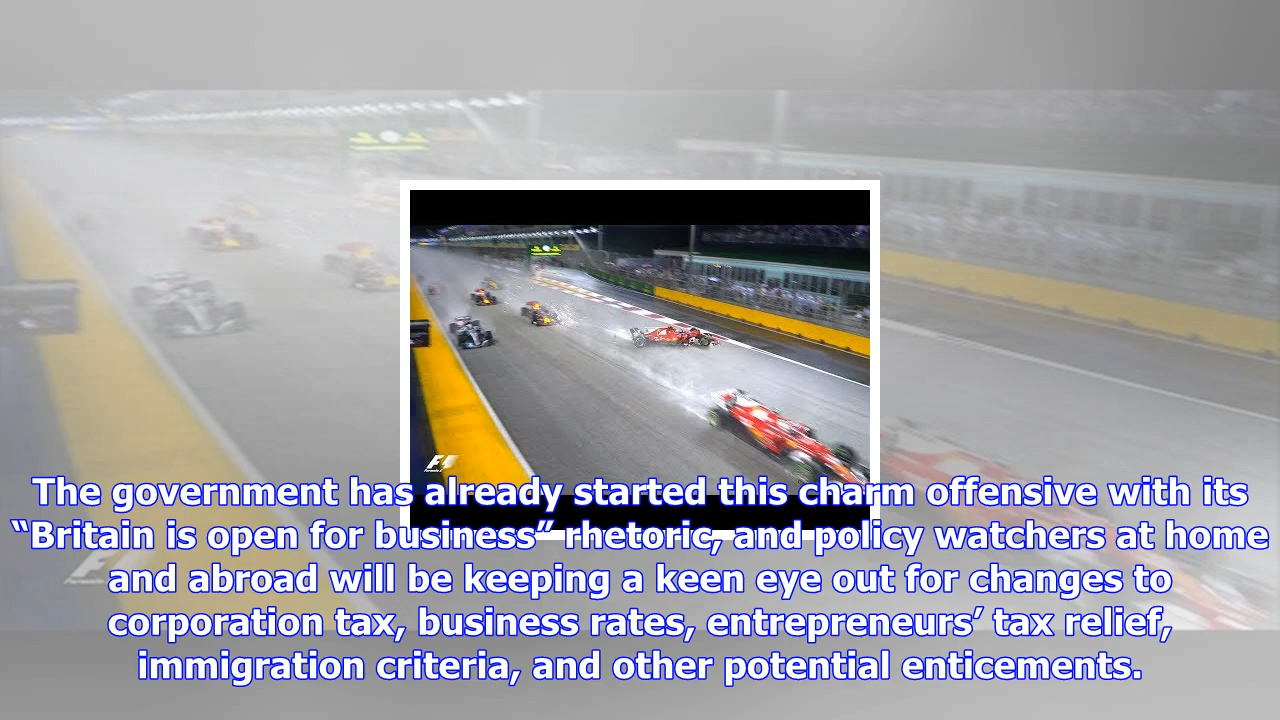 The government has already started this charm offensive with its
“Britain is open for business” rhetoric, and policy watchers at home
and abroad will be keeping a keen eye out for changes to
corporation tax, business rates, entrepreneurs’ tax relief,
immigration criteria, and other potential enticements.